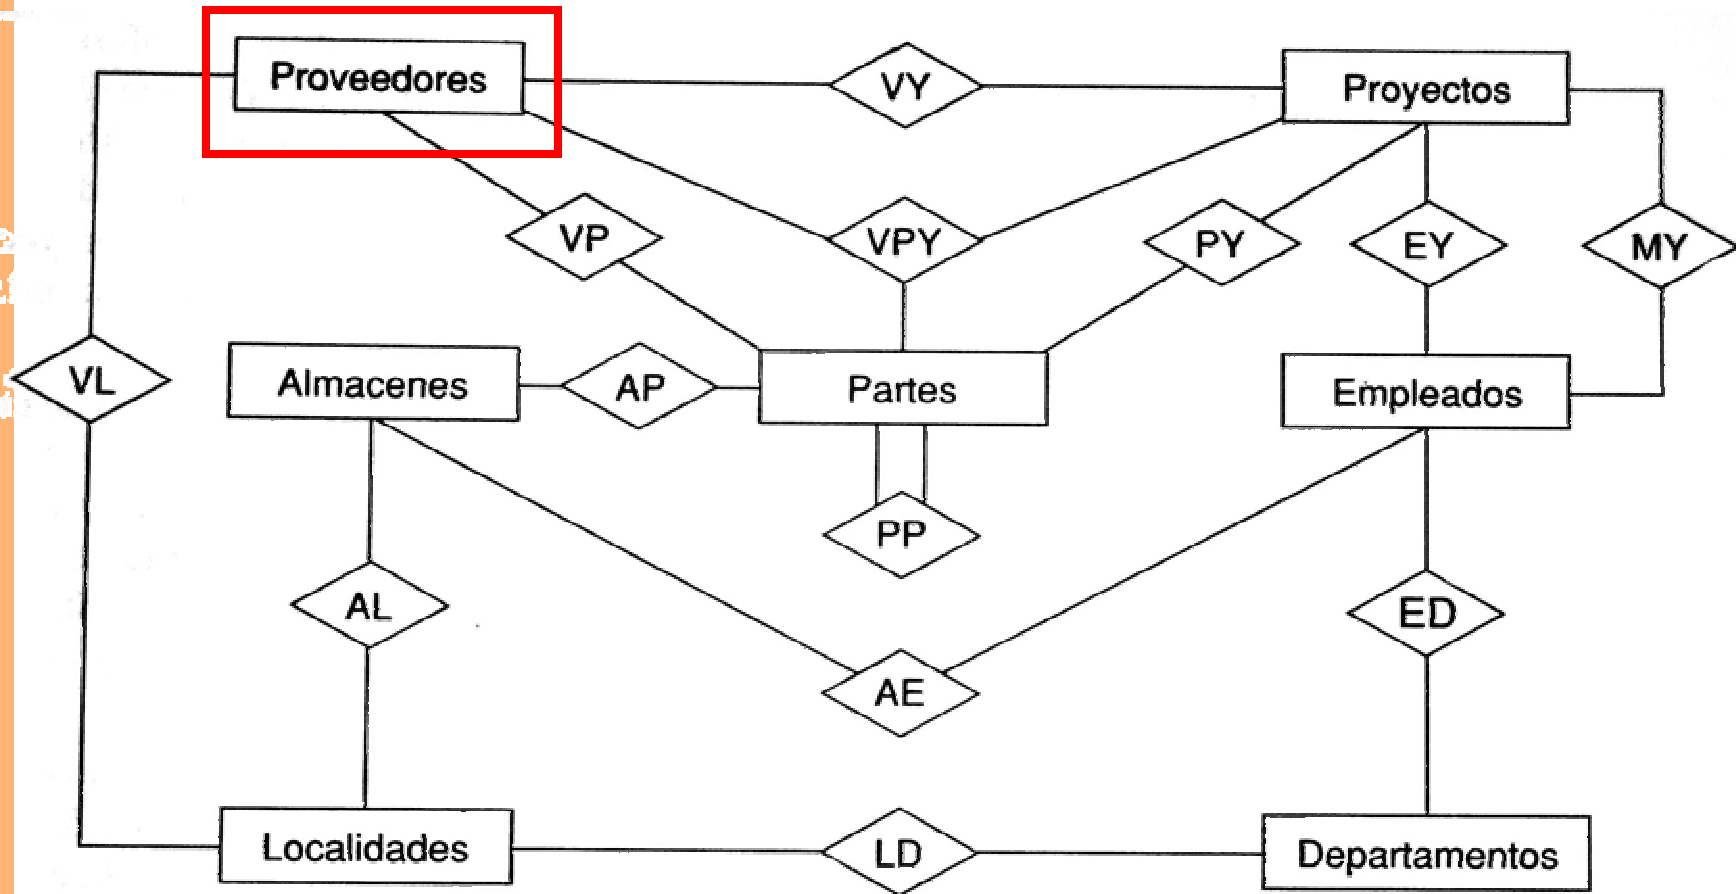 Proveedores
VY
Proyectos
VP
VPY
PY
EY
MY
VL
Almacenes
AP
Partes
Empleados
PP
AL
ED
AE
Localidades
LD
Departamentos